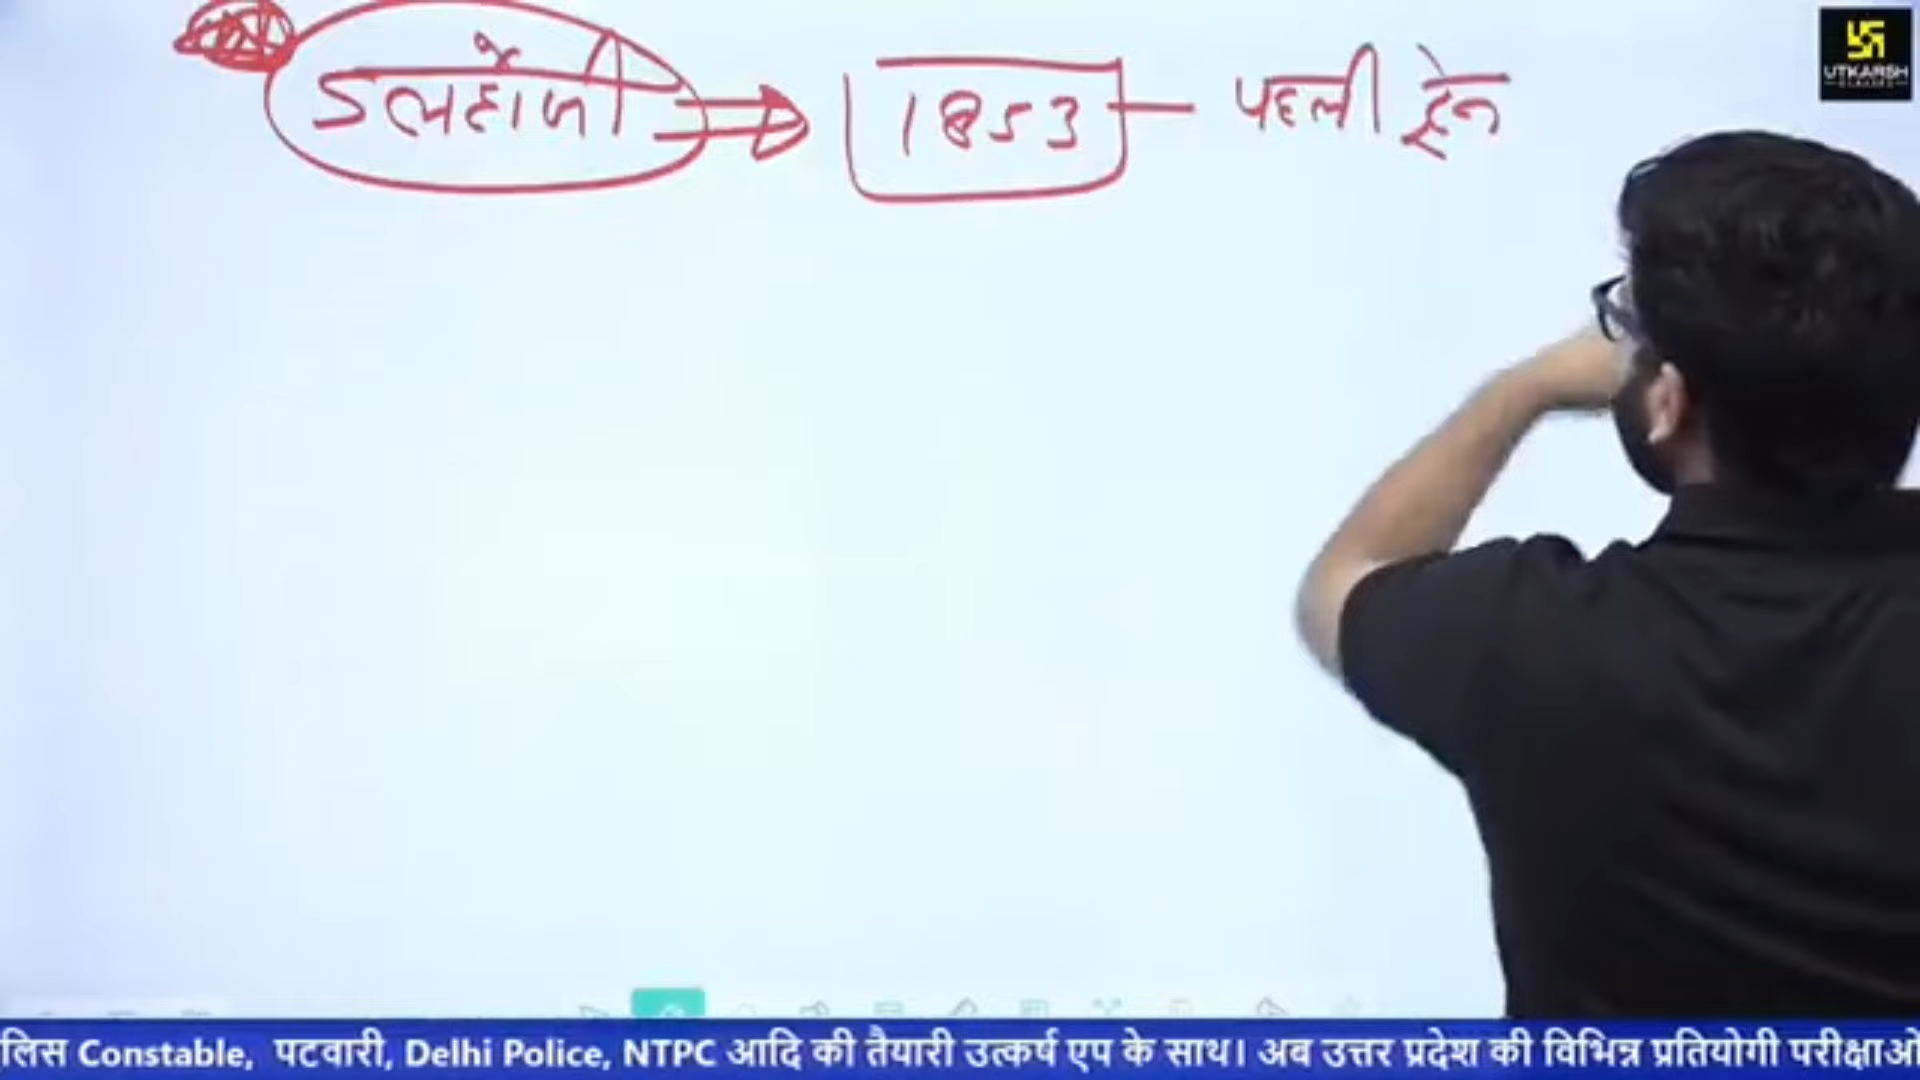 डलहौजी 1853 – पहली ट्रेन
UTKARSH
CLASSES
लिस Constable, पटवारी, Delhi Police, NTPC आदि की तैयारी उत्कर्ष एप के साथ। अब उत्तर प्रदेश की विभिन्न प्रतियोगी परीक्षाओ